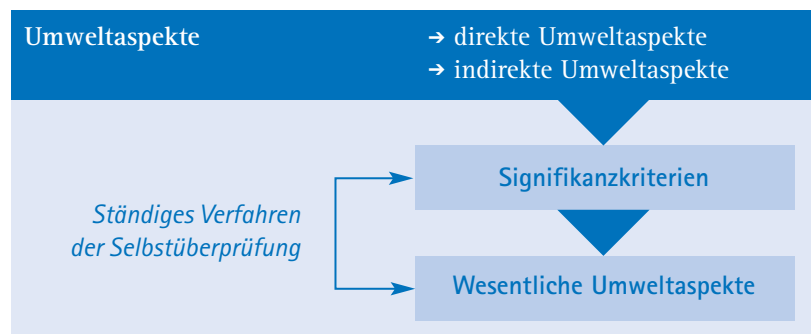 Umweltaspekte
➔ direkte Umweltaspekte
➔ indirekte Umweltaspekte
Signifikanzkriterien
Ständiges Verfahren
der Selbstüberprüfung
Wesentliche Umweltaspekte